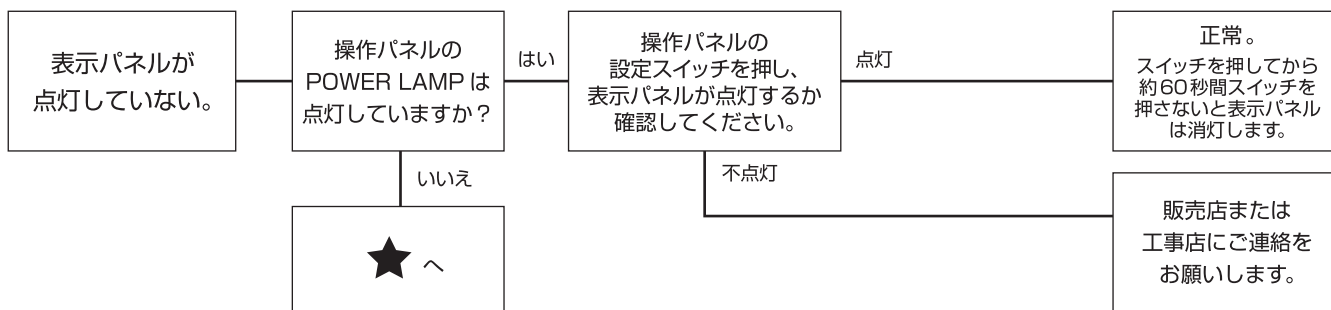 表示パネルが
点灯していない。
操作パネルの
POWER LAMPは
点灯していますか？
はい
いいえ
★ へ
操作パネルの
設定スイッチを押し、
表示パネルが点灯するか
確認してください。
点灯
不点灯
正常。
スイッチを押してから
約60秒間スイッチを
押さないと表示パネル
は消灯します。
販売店または
工事店にご連絡を
お願いします。